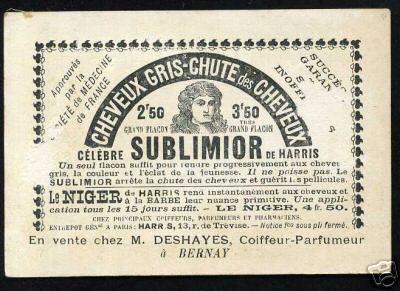 Approuvés
par la
SOCIÉTÉ de MÉDECINE
de FRANCE
CHEVEUX GRIS-CHUTE des CHEVEUX
SUCCÈS
GARAN
INOFFI
2'50
3'50
GRAND FLACON
TRÈS
GRAND FLACON
CÉLÈBRE SUBLIMIOR DE HARRIS
Un seul flacon suffit pour rendre progressivement aux chever
gris, la couleur et l'éclat de la jeunesse. Il ne poisse pas. Le
SUBLIMIOR arrête la chute des cheveux et guérit les pellicules.
Le NIGER de HARRIS rend instantanément aux cheveux et
à la BARBE leur nuance primitive. Une appli-
cation tous les 15 jours suffit. - LE NIGER, 4 fr. 50.
CHEZ PRINCIPAUX COIFFEURS, PARFUMEURS ET PHARMACIENS.
ENTREPOT GÉNAL A PARIS: HARRIS, 13, r. de Trévise. - Notice fco sous pli fermé.
En vente chez M. DESHAYES, Coiffeur-Parfumeur
à BERNAY